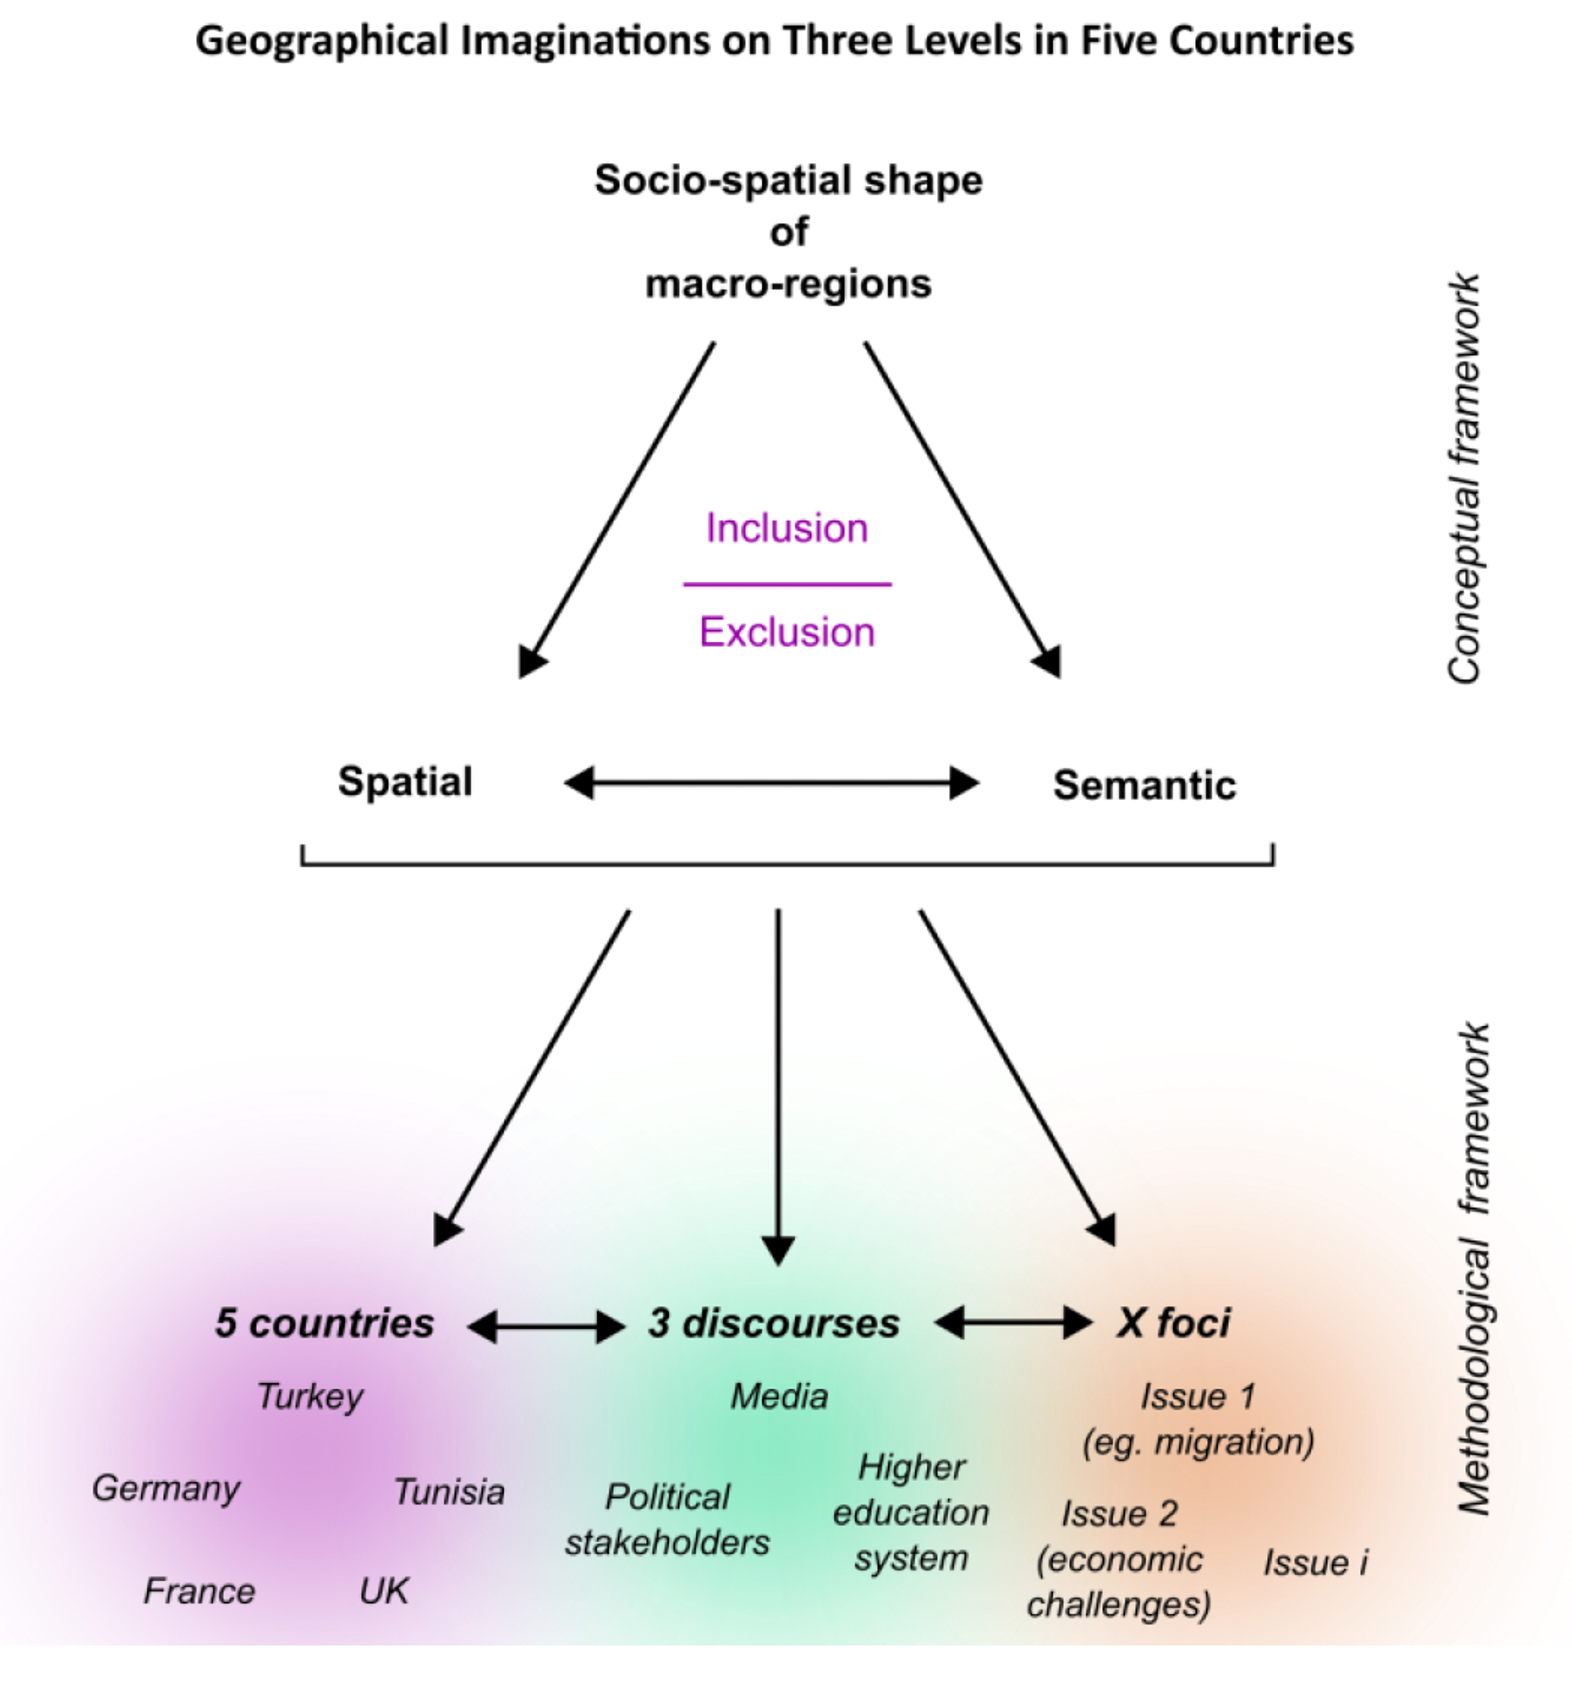 Geographical Imaginations on Three Levels in Five Countries
Socio-spatial shape
of
macro-regions
Conceptual framework
Inclusion
Exclusion
Spatial
Semantic
Methodological framework
5 countries
3 discourses
X foci
Turkey
Germany
Tunisia
France
UK
Media
Political
stakeholders
Higher
education
system
Issue 1
(eg. migration)
Issue 2
(economic
challenges)
Issue i